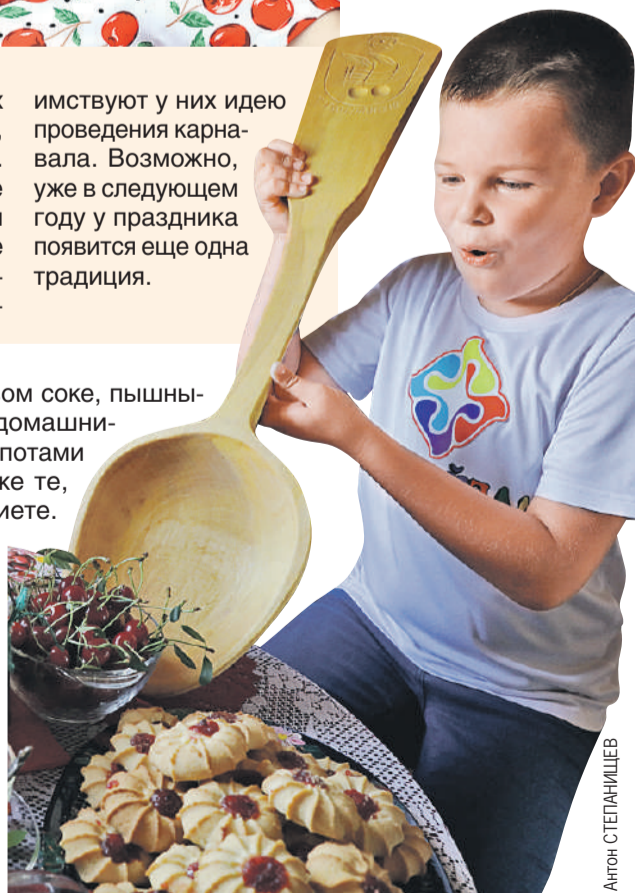 х
,
.
е
и
е
-
-
имствуют у них идею
проведения карна-
вала. Возможно,
уже в следующем
году у праздника
появится еще одна
традиция.
ом соке, пышны-
домашни-
потами
же те,
иете.
Антон СТЕПАНИЩЕВ